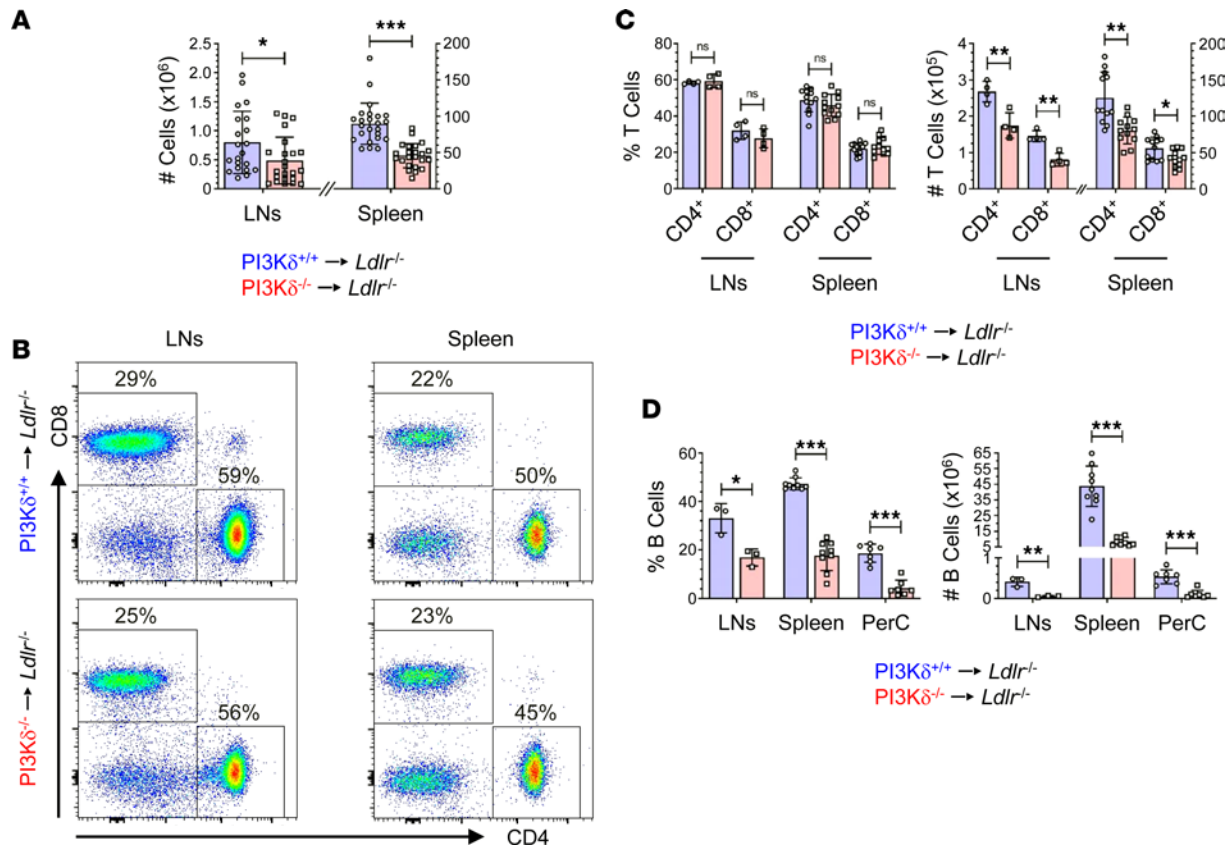 A
# Cells (x10⁶)
2.5
2.0
1.5
1.0
0.5
0
200
150
100
50
0
*
***
LNs
Spleen
PI3Kδ+/+ → Ldlr-/-
PI3Kδ-/- → Ldlr-/-
B
LNs
Spleen
PI3Kδ+/+ → Ldlr-/-
CD8
29%
59%
22%
50%
PI3Kδ-/- → Ldlr-/-
25%
56%
23%
45%
CD4
C
% T Cells
80
60
40
20
0
ns
ns
ns
ns
CD4+
CD8+
CD4+
CD8+
LNs
Spleen
# T Cells (x10⁵)
4
3
2
1
0
200
150
100
50
0
**
**
**
*
CD4+
CD8+
CD4+
CD8+
LNs
Spleen
PI3Kδ+/+ → Ldlr-/-
PI3Kδ-/- → Ldlr-/-
D
% B Cells
60
40
20
0
*
***
***
LNs
Spleen
PerC
# B Cells (x10⁶)
65
55
45
35
25
15
5
1
0
**
***
***
LNs
Spleen
PerC
PI3Kδ+/+ → Ldlr-/-
PI3Kδ-/- → Ldlr-/-